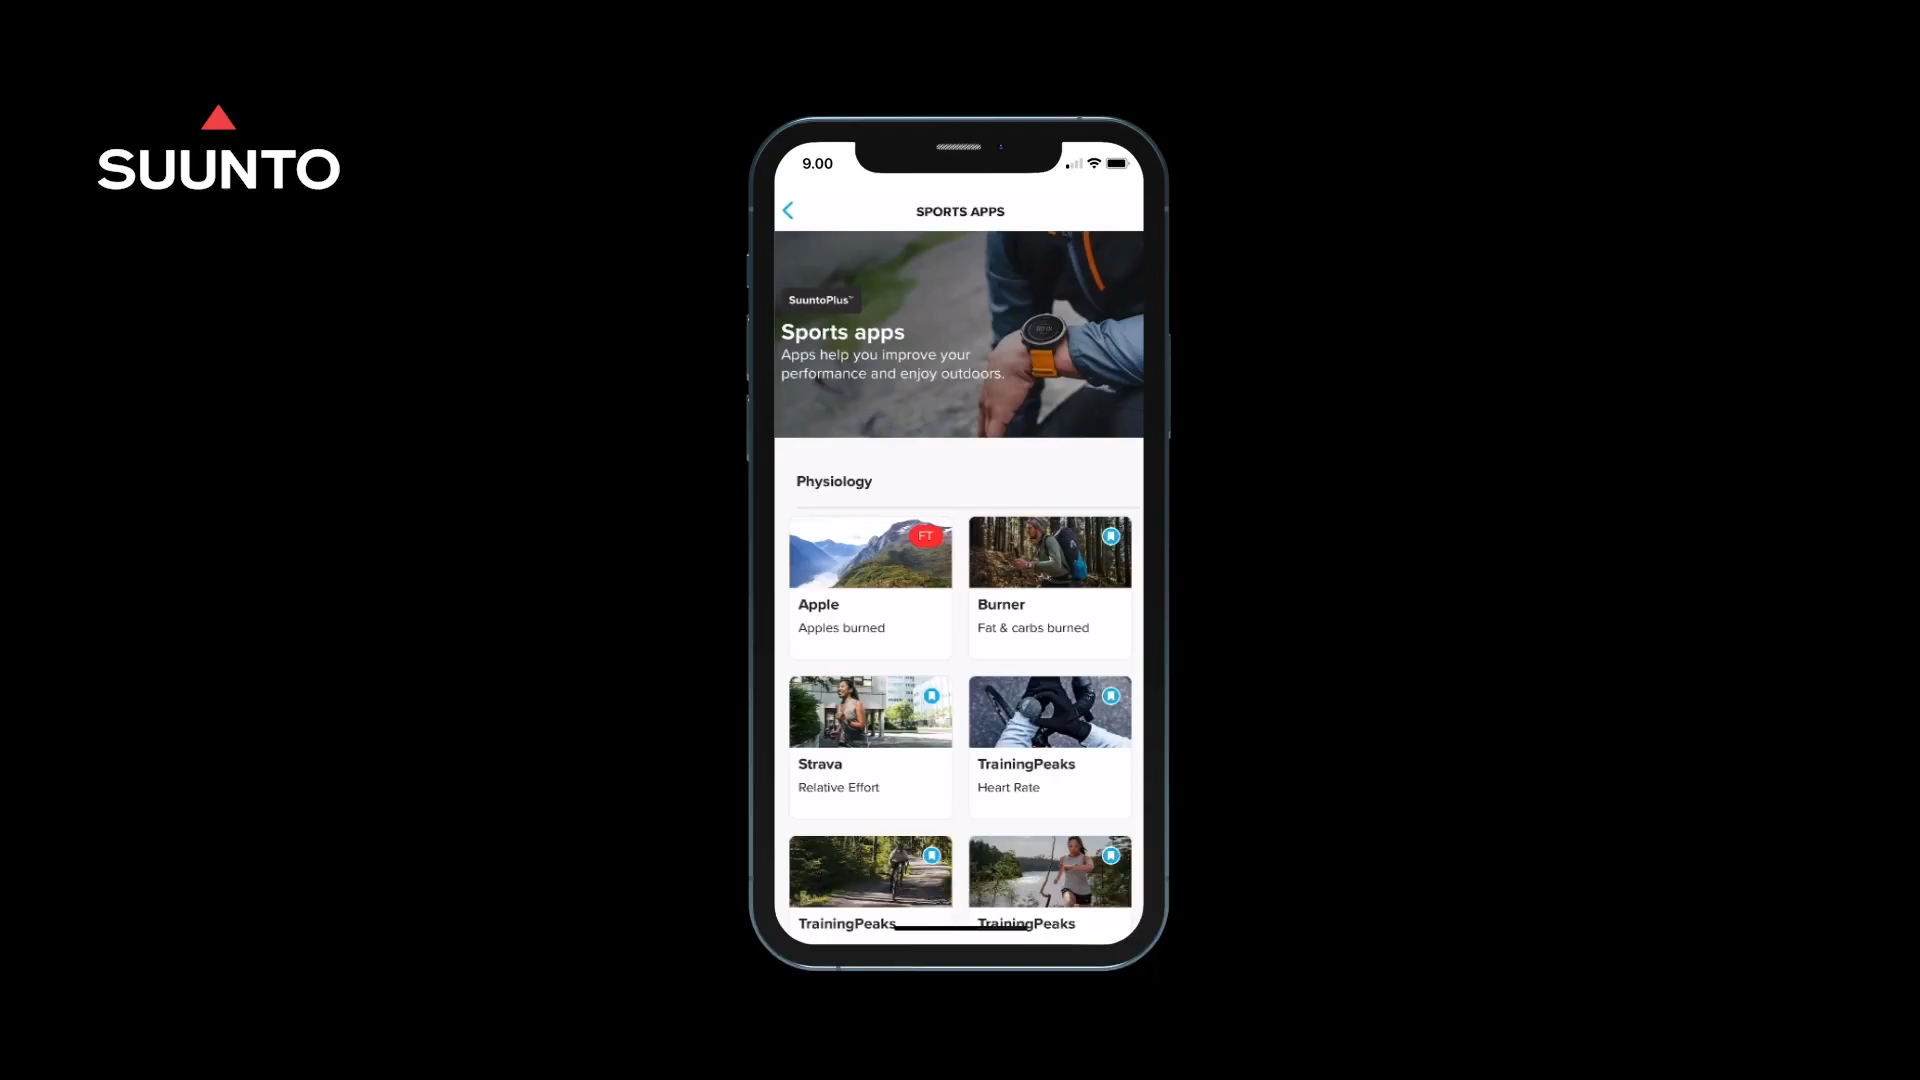 SUUNTO
9.00
SPORTS APPS
SuuntoPlus™
Sports apps
Apps help you improve your
performance and enjoy outdoors.
Physiology
FT
Apple
Apples burned
Burner
Fat & carbs burned
Strava
Relative Effort
TrainingPeaks
Heart Rate
TrainingPeaks
TrainingPeaks